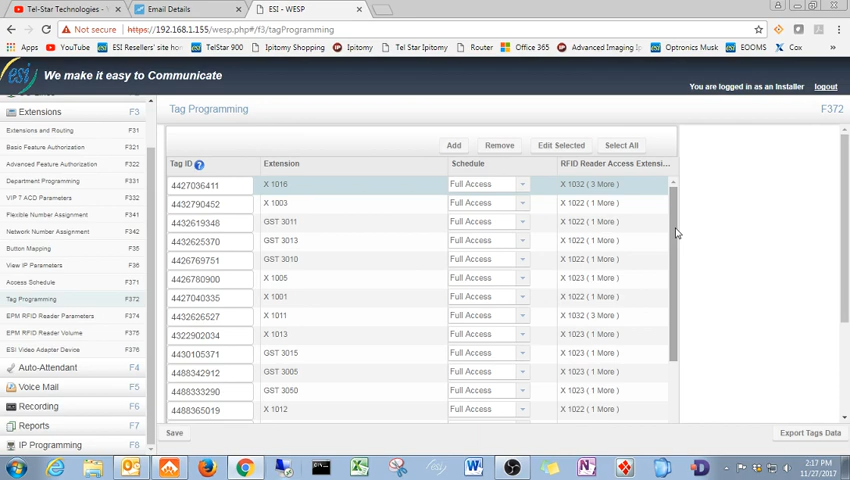 Tel-Star Technologies -
Email Details
ESI - WESP
Not secure https://192.168.1.155/wesp.php#/f3/tagProgramming
Apps YouTube ESI Resellers' site ho TelStar 900 Ipitomy Shopping Ipitomy Tel Star Ipitomy Router Office 365 Advanced Imaging Ip Optronics Musk EOOMS Cox
esi We make it easy to Communicate
You are logged in as an Installer logout
Extensions F3
Tag Programming F372
Extensions and Routing F31
Basic Feature Authorization F321
Advanced Feature Authorization F322
Department Programming F331
VIP 7 ACD Parameters F332
Flexible Number Assignment F341
Network Number Assignment F342
Button Mapping F35
View IP Parameters F36
Access Schedule F371
Tag Programming F372
EPM RFID Reader Parameters F374
EPM RFID Reader Volume F375
ESI Video Adapter Device F376
Auto-Attendant F4
Voice Mail F5
Recording F6
Reports F7
IP Programming F8
Add Remove Edit Selected Select All
Tag ID ? Extension Schedule RFID Reader Access Extensi...
4427036411 X 1016 Full Access X 1032 ( 3 More )
4432790452 X 1003 Full Access X 1022 ( 1 More )
4432619348 GST 3011 Full Access X 1022 ( 1 More )
4432625370 GST 3013 Full Access X 1022 ( 1 More )
4426769751 GST 3010 Full Access X 1022 ( 1 More )
4426780900 X 1005 Full Access X 1023 ( 1 More )
4427040335 X 1001 Full Access X 1022 ( 1 More )
4432626527 X 1011 Full Access X 1032 ( 3 More )
4322902034 X 1013 Full Access X 1023 ( 1 More )
4430105371 GST 3015 Full Access X 1023 ( 1 More )
4488342912 GST 3005 Full Access X 1023 ( 1 More )
4488333290 GST 3050 Full Access X 1023 ( 1 More )
4488365019 X 1012 Full Access X 1022 ( 1 More )
Save Export Tags Data
2:17 PM
11/27/2017